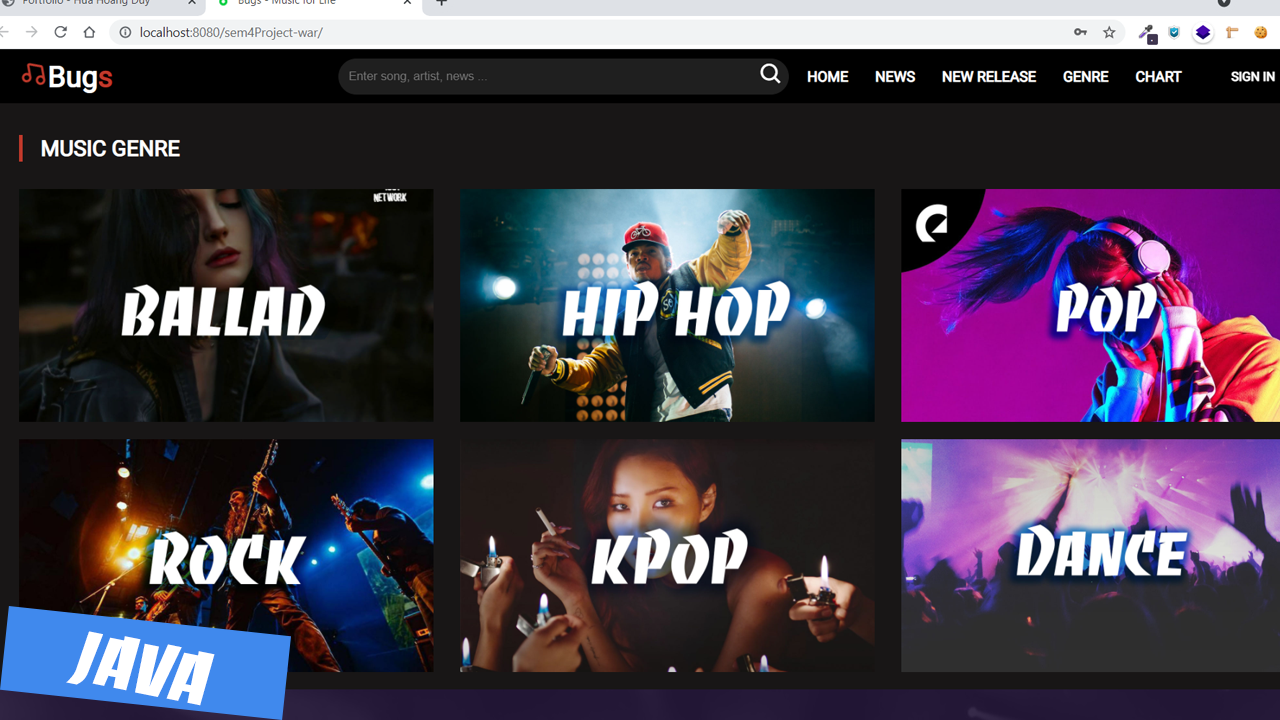 Portfolio - Hua Hoang Duy
Bugs - Music for Life
localhost:8080/sem4Project-war/
Bugs
Enter song, artist, news ...
HOME
NEWS
NEW RELEASE
GENRE
CHART
SIGN IN
MUSIC GENRE
NETWORK
BALLAD
HIP HOP
POP
ROCK
KPOP
DANCE
JAVA